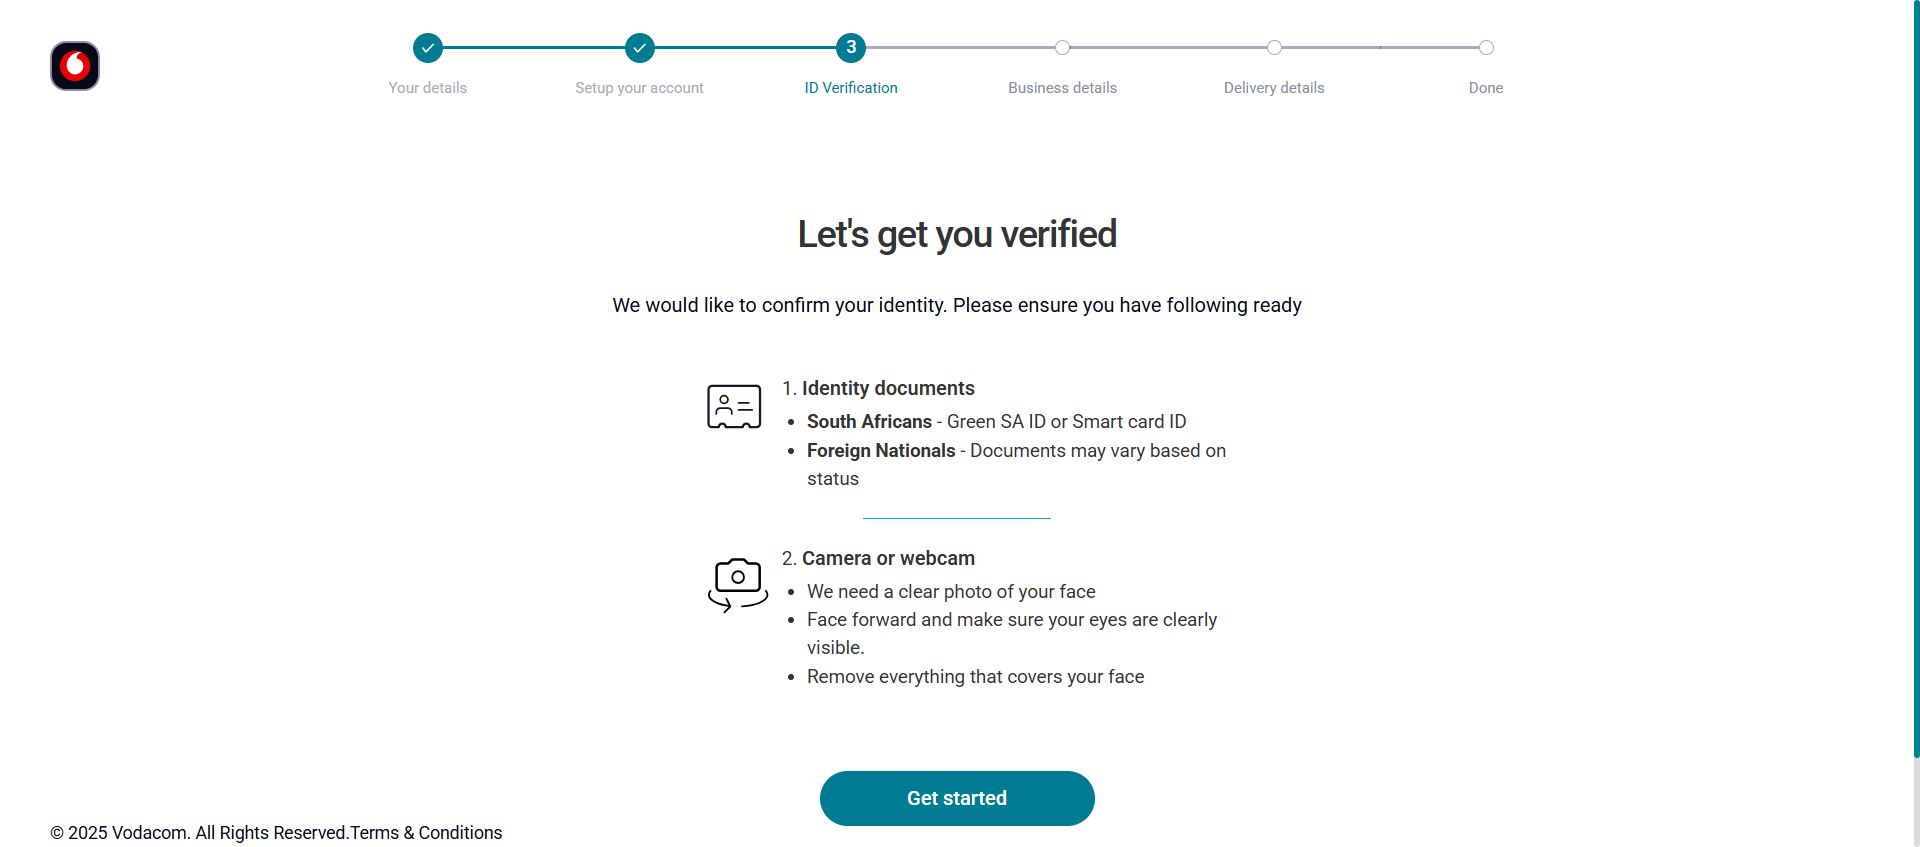 3
Your details
Setup your account
ID Verification
Business details
Delivery details
Done
Let's get you verified
We would like to confirm your identity. Please ensure you have following ready
1. Identity documents
• South Africans - Green SA ID or Smart card ID
• Foreign Nationals - Documents may vary based on
status
2. Camera or webcam
• We need a clear photo of your face
• Face forward and make sure your eyes are clearly
visible.
• Remove everything that covers your face
Get started
© 2025 Vodacom. All Rights Reserved.Terms & Conditions